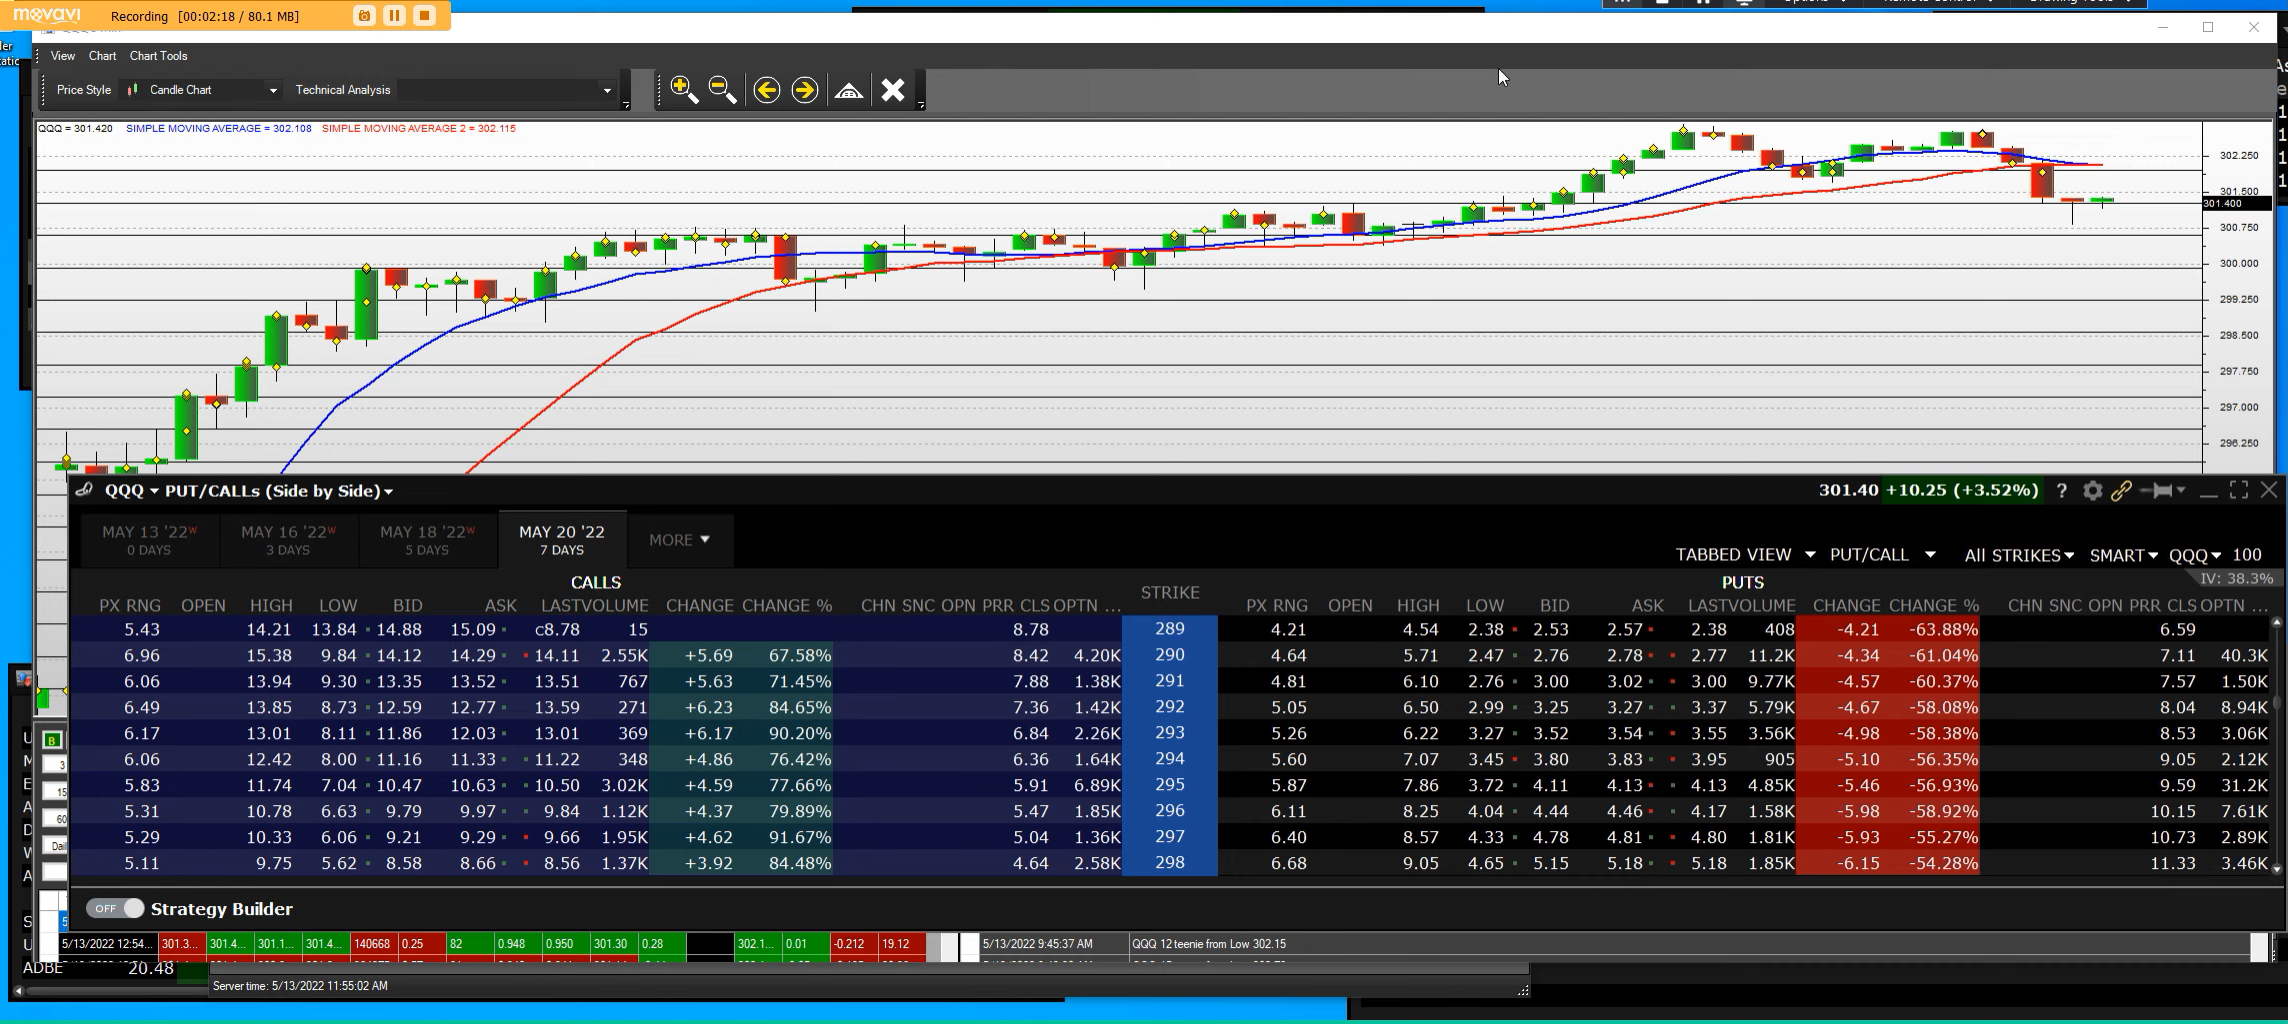 movavi Recording [00:02:18 / 80.1 MB]
View Chart Chart Tools
Price Style Candle Chart Technical Analysis
QQQ = 301.420 SIMPLE MOVING AVERAGE = 302.108 SIMPLE MOVING AVERAGE 2 = 302.115
302.250
301.500
301.400
300.750
300.000
299.250
298.500
297.750
297.000
296.250
QQQ PUT/CALLs (Side by Side) 301.40 +10.25 (+3.52%) ?
MAY 13 '22W MAY 16 '22W MAY 18 '22W MAY 20 '22 MORE
0 DAYS 3 DAYS 5 DAYS 7 DAYS
TABBED VIEW PUT/CALL All STRIKES SMART QQQ 100
IV: 38.3%
CALLS STRIKE PUTS
PX RNG OPEN HIGH LOW BID ASK LASTVOLUME CHANGE CHANGE % CHN SNC OPN PRR CLS OPTN ... PX RNG OPEN HIGH LOW BID ASK LASTVOLUME CHANGE CHANGE % CHN SNC OPN PRR CLS OPTN ...
5.43 14.21 13.84 14.88 15.09 c8.78 15 8.78 289 4.21 4.54 2.38 2.53 2.57 2.38 408 -4.21 -63.88% 6.59
6.96 15.38 9.84 14.12 14.29 14.11 2.55K +5.69 67.58% 8.42 4.20K 290 4.64 5.71 2.47 2.76 2.78 2.77 11.2K -4.34 -61.04% 7.11 40.3K
6.06 13.94 9.30 13.35 13.52 13.51 767 +5.63 71.45% 7.88 1.38K 291 4.81 6.10 2.76 3.00 3.02 3.00 9.77K -4.57 -60.37% 7.57 1.50K
6.49 13.85 8.73 12.59 12.77 13.59 271 +6.23 84.65% 7.36 1.42K 292 5.05 6.50 2.99 3.25 3.27 3.37 5.79K -4.67 -58.08% 8.04 8.94K
6.17 13.01 8.11 11.86 12.03 13.01 369 +6.17 90.20% 6.84 2.26K 293 5.26 6.22 3.27 3.52 3.54 3.55 3.56K -4.98 -58.38% 8.53 3.06K
6.06 12.42 8.00 11.16 11.33 11.22 348 +4.86 76.42% 6.36 1.64K 294 5.60 7.07 3.45 3.80 3.83 3.95 905 -5.10 -56.35% 9.05 2.12K
5.83 11.74 7.04 10.47 10.63 10.50 3.02K +4.59 77.66% 5.91 6.89K 295 5.87 7.86 3.72 4.11 4.13 4.13 4.85K -5.46 -56.93% 9.59 31.2K
5.31 10.78 6.63 9.79 9.97 9.84 1.12K +4.37 79.89% 5.47 1.85K 296 6.11 8.25 4.04 4.44 4.46 4.17 1.58K -5.98 -58.92% 10.15 7.61K
5.29 10.33 6.06 9.21 9.29 9.66 1.95K +4.62 91.67% 5.04 1.36K 297 6.40 8.57 4.33 4.78 4.81 4.80 1.81K -5.93 -55.27% 10.73 2.89K
5.11 9.75 5.62 8.58 8.66 8.56 1.37K +3.92 84.48% 4.64 2.58K 298 6.68 9.05 4.65 5.15 5.18 5.18 1.85K -6.15 -54.28% 11.33 3.46K
OFF Strategy Builder
5/13/2022 12:54... 301.3... 301.4... 301.1... 301.4... 140668 0.25 82 0.948 0.950 301.30 0.28 302.1... 0.01 -0.212 19.12 5/13/2022 9:45:37 AM QQQ 12 teenie from Low 302.15
ADBE 20.48
Server time: 5/13/2022 11:55:02 AM